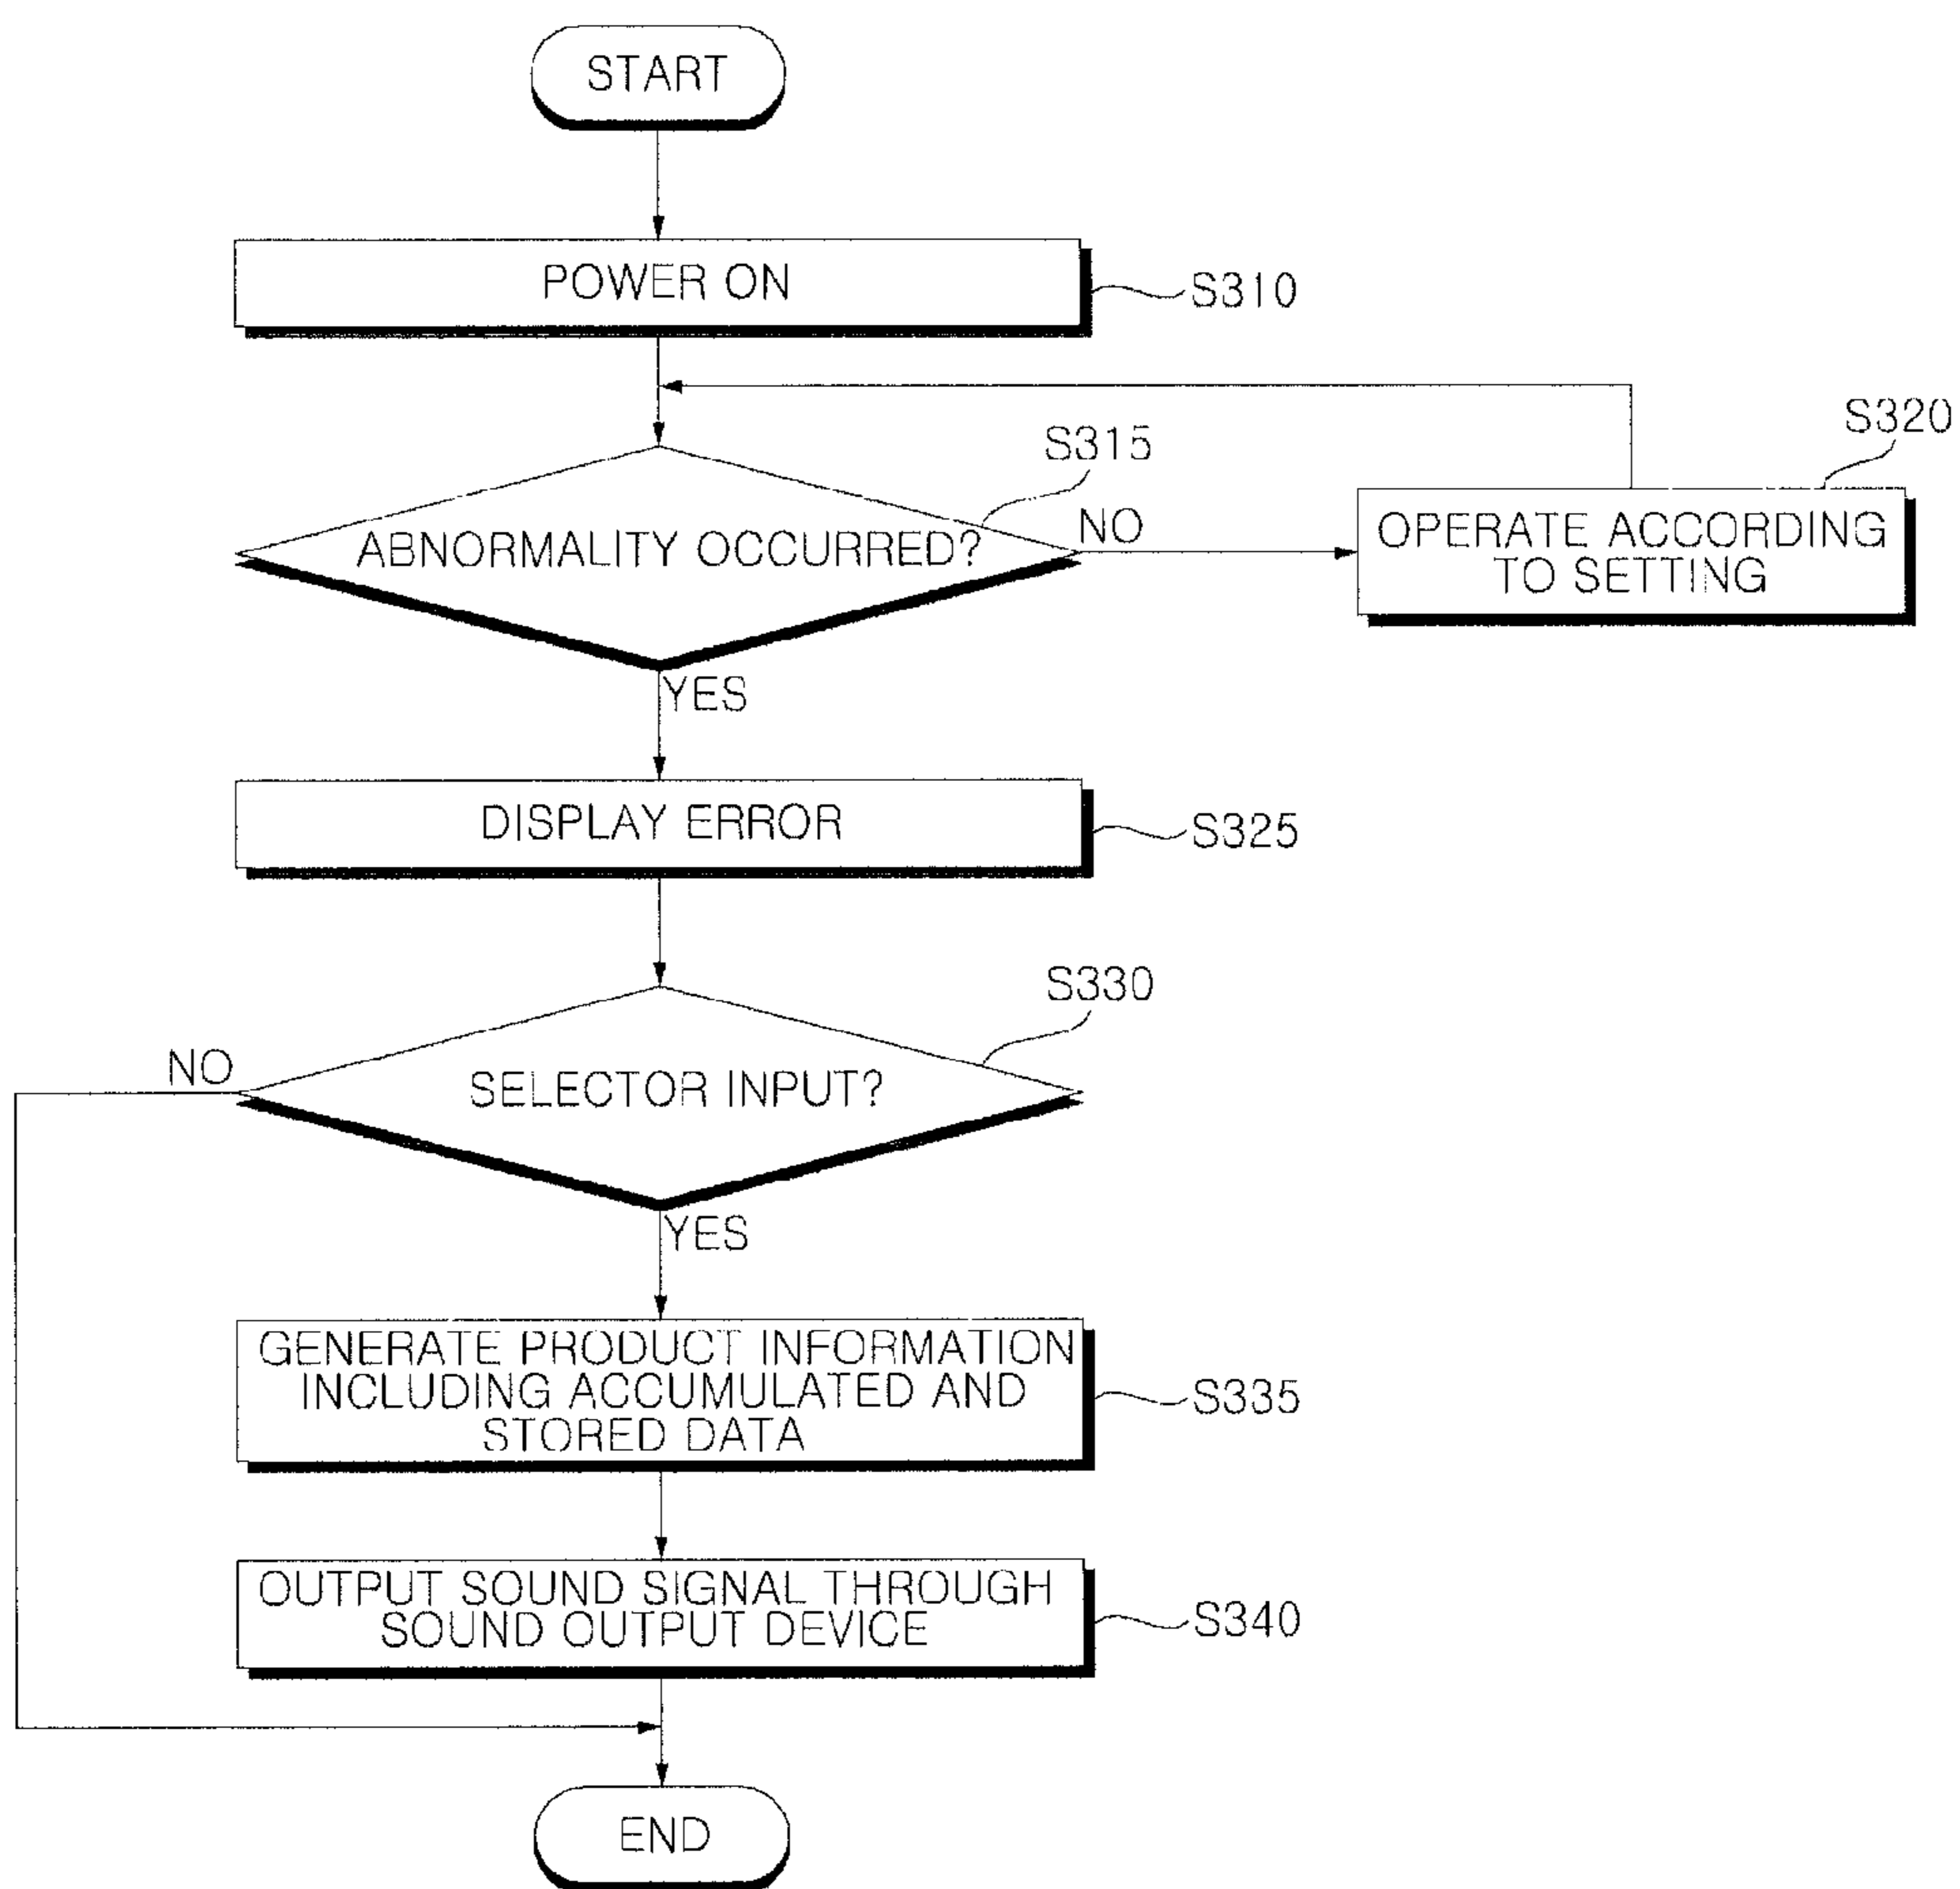 START
POWER ON
S310
S315
S320
ABNORMALITY OCCURRED?
NO
OPERATE ACCORDING
TO SETTING
YES
DISPLAY ERROR
S325
S330
NO
SELECTOR INPUT?
YES
GENERATE PRODUCT INFORMATION
INCLUDING ACCUMULATED AND
STORED DATA
S335
OUTPUT SOUND SIGNAL THROUGH
SOUND OUTPUT DEVICE
S340
END